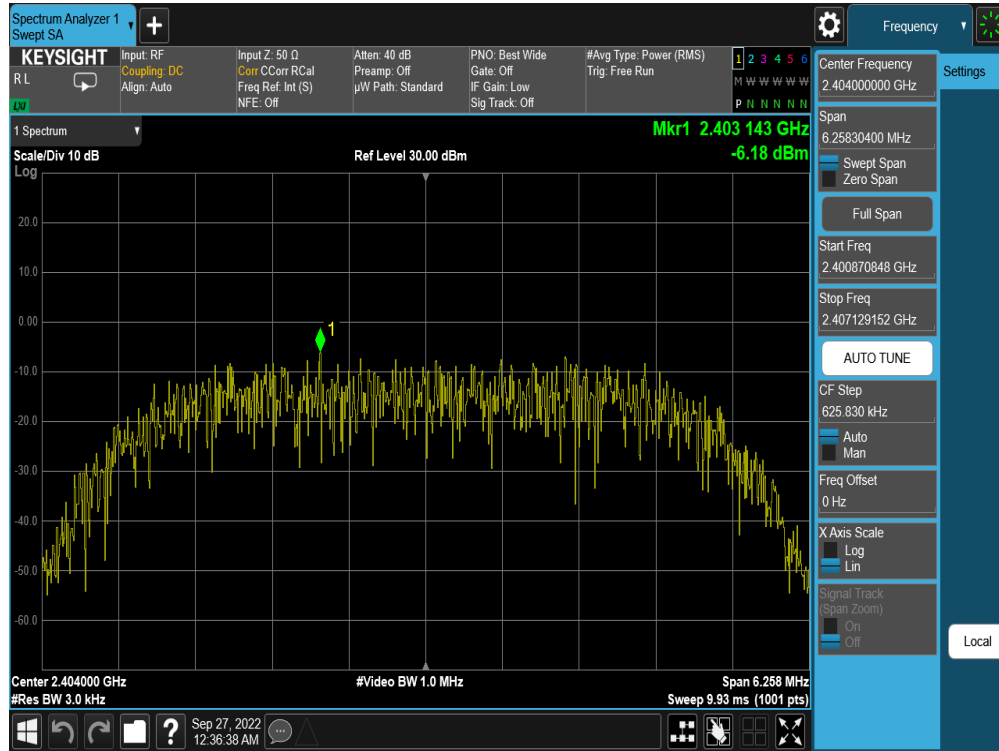 Spectrum Analyzer 1
Swept SA
+
Frequency
KEYSIGHT
R L
LXI
Input: RF
Coupling: DC
Align: Auto
Input Z: 50 Ω
Corr CCorr RCal
Freq Ref: Int (S)
NFE: Off
Atten: 40 dB
Preamp: Off
µW Path: Standard
PNO: Best Wide
Gate: Off
IF Gain: Low
Sig Track: Off
#Avg Type: Power (RMS)
Trig: Free Run
1 2 3 4 5 6
M W W W W W
P N N N N N
1 Spectrum
Scale/Div 10 dB
Log
Ref Level 30.00 dBm
Mkr1 2.403 143 GHz
-6.18 dBm
20.0
10.0
0.00
1
-10.0
-20.0
-30.0
-40.0
-50.0
-60.0
Center 2.404000 GHz
#Video BW 1.0 MHz
Span 6.258 MHz
#Res BW 3.0 kHz
Sweep 9.93 ms (1001 pts)
Center Frequency
2.404000000 GHz
Settings
Span
6.25830400 MHz
Swept Span
Zero Span
Full Span
Start Freq
2.400870848 GHz
Stop Freq
2.407129152 GHz
AUTO TUNE
CF Step
625.830 kHz
Auto
Man
Freq Offset
0 Hz
X Axis Scale
Log
Lin
Signal Track
(Span Zoom)
On
Off
Local
?
Sep 27, 2022
12:36:38 AM